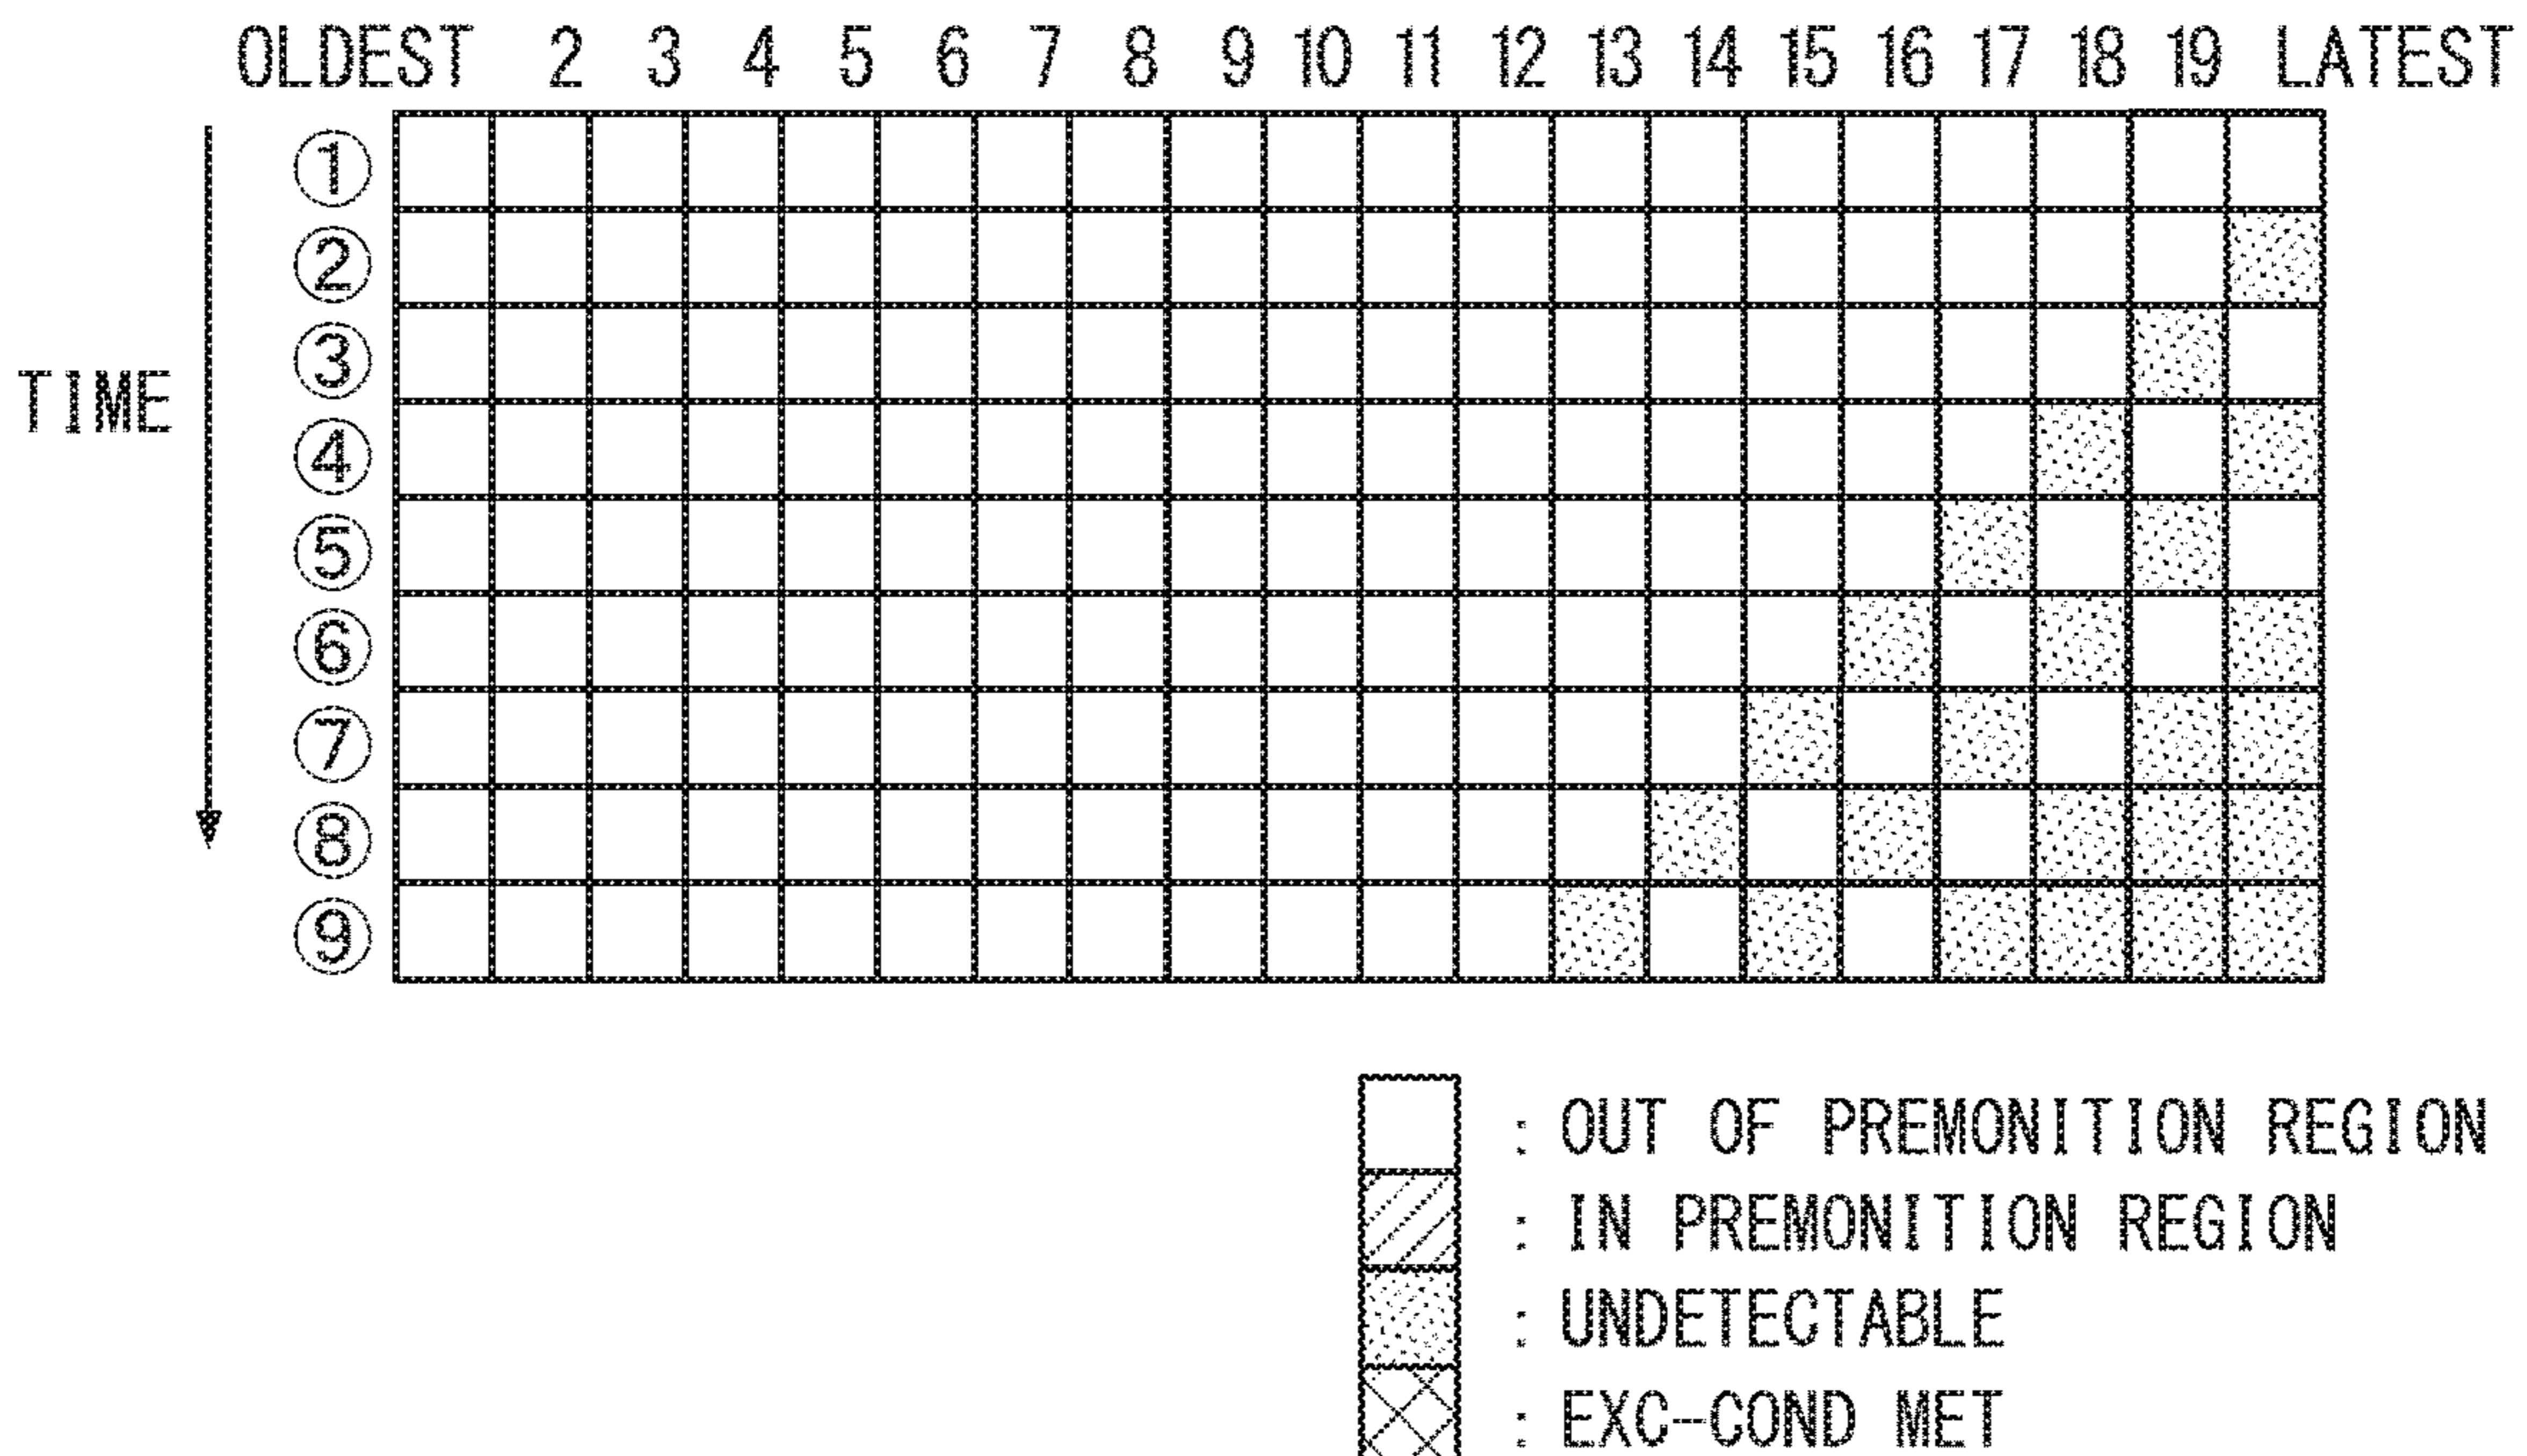 OLDEST 2 3 4 5 6 7 8 9 10 11 12 13 14 15 16 17 18 19 LATEST
①
②
③
TIME
④
⑤
⑥
⑦
⑧
⑨
: OUT OF PREMONITION REGION
: IN PREMONITION REGION
: UNDETECTABLE
: EXC-COND MET